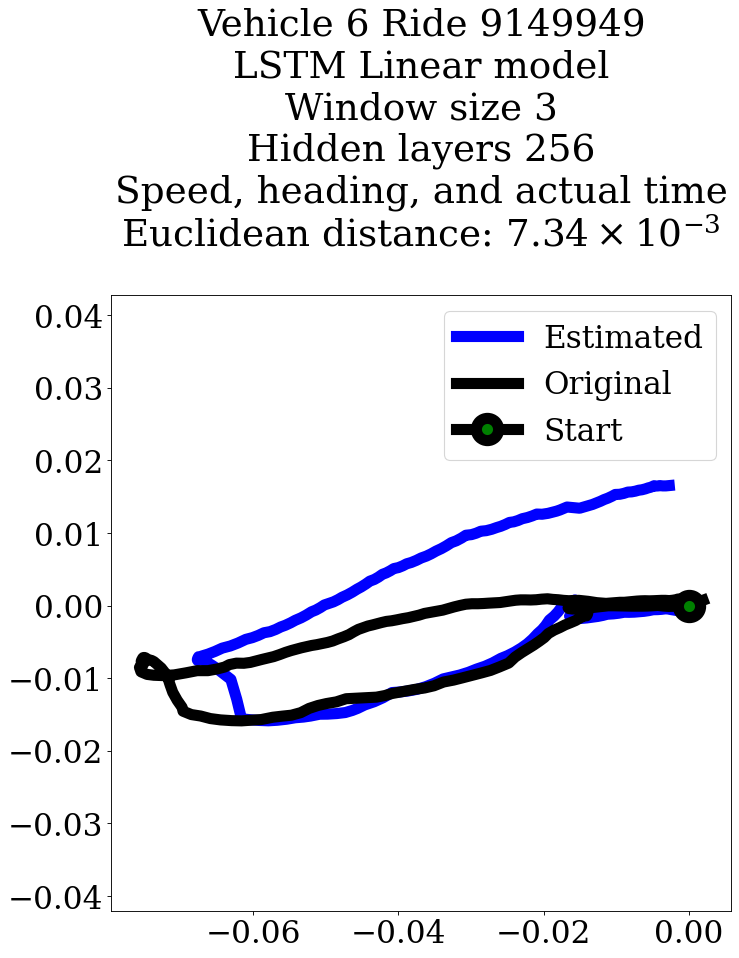 Vehicle 6 Ride 9149949
LSTM Linear model
Window size 3
Hidden layers 256
Speed, heading, and actual time
Euclidean distance: 7.34 × 10⁻³
Estimated
Original
Start
0.04
0.03
0.02
0.01
0.00
−0.01
−0.02
−0.03
−0.04
−0.06 −0.04 −0.02 0.00